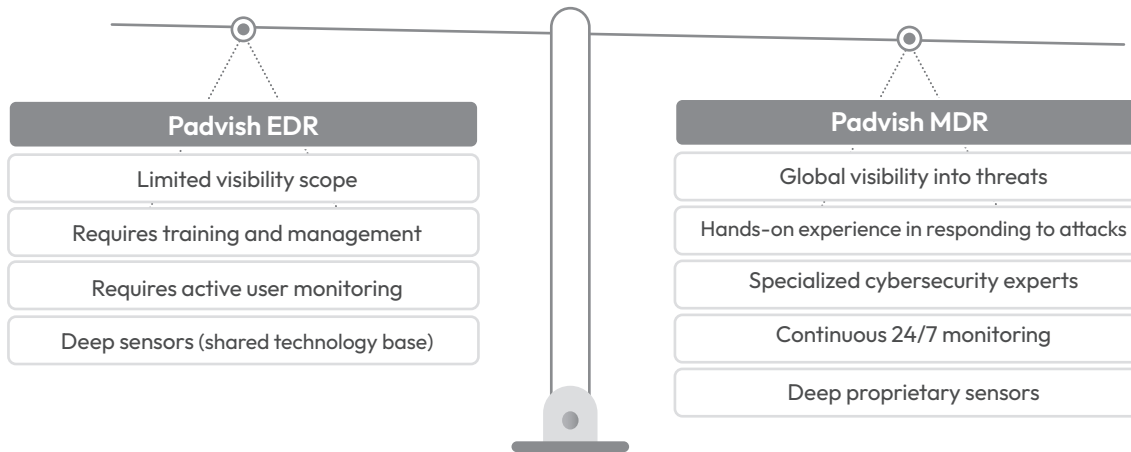 Padvish EDR
Limited visibility scope
Requires training and management
Requires active user monitoring
Deep sensors (shared technology base)
Padvish MDR
Global visibility into threats
Hands-on experience in responding to attacks
Specialized cybersecurity experts
Continuous 24/7 monitoring
Deep proprietary sensors